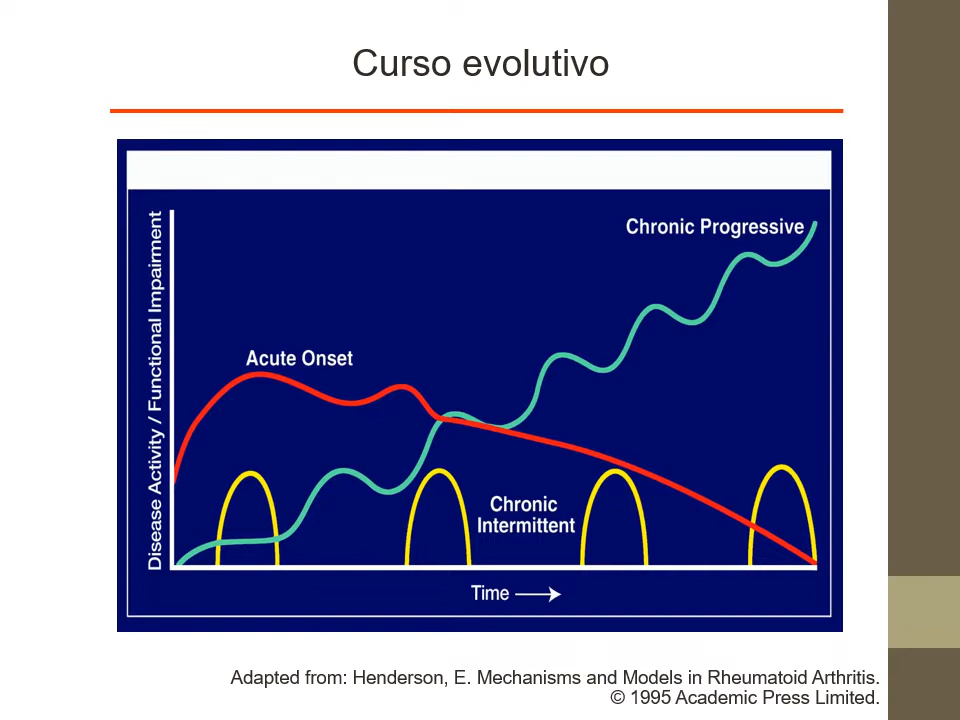 Curso evolutivo
Disease Activity / Functional Impairment
Chronic Progressive
Acute Onset
Chronic
Intermittent
Time
Adapted from: Henderson, E. Mechanisms and Models in Rheumatoid Arthritis.
© 1995 Academic Press Limited.